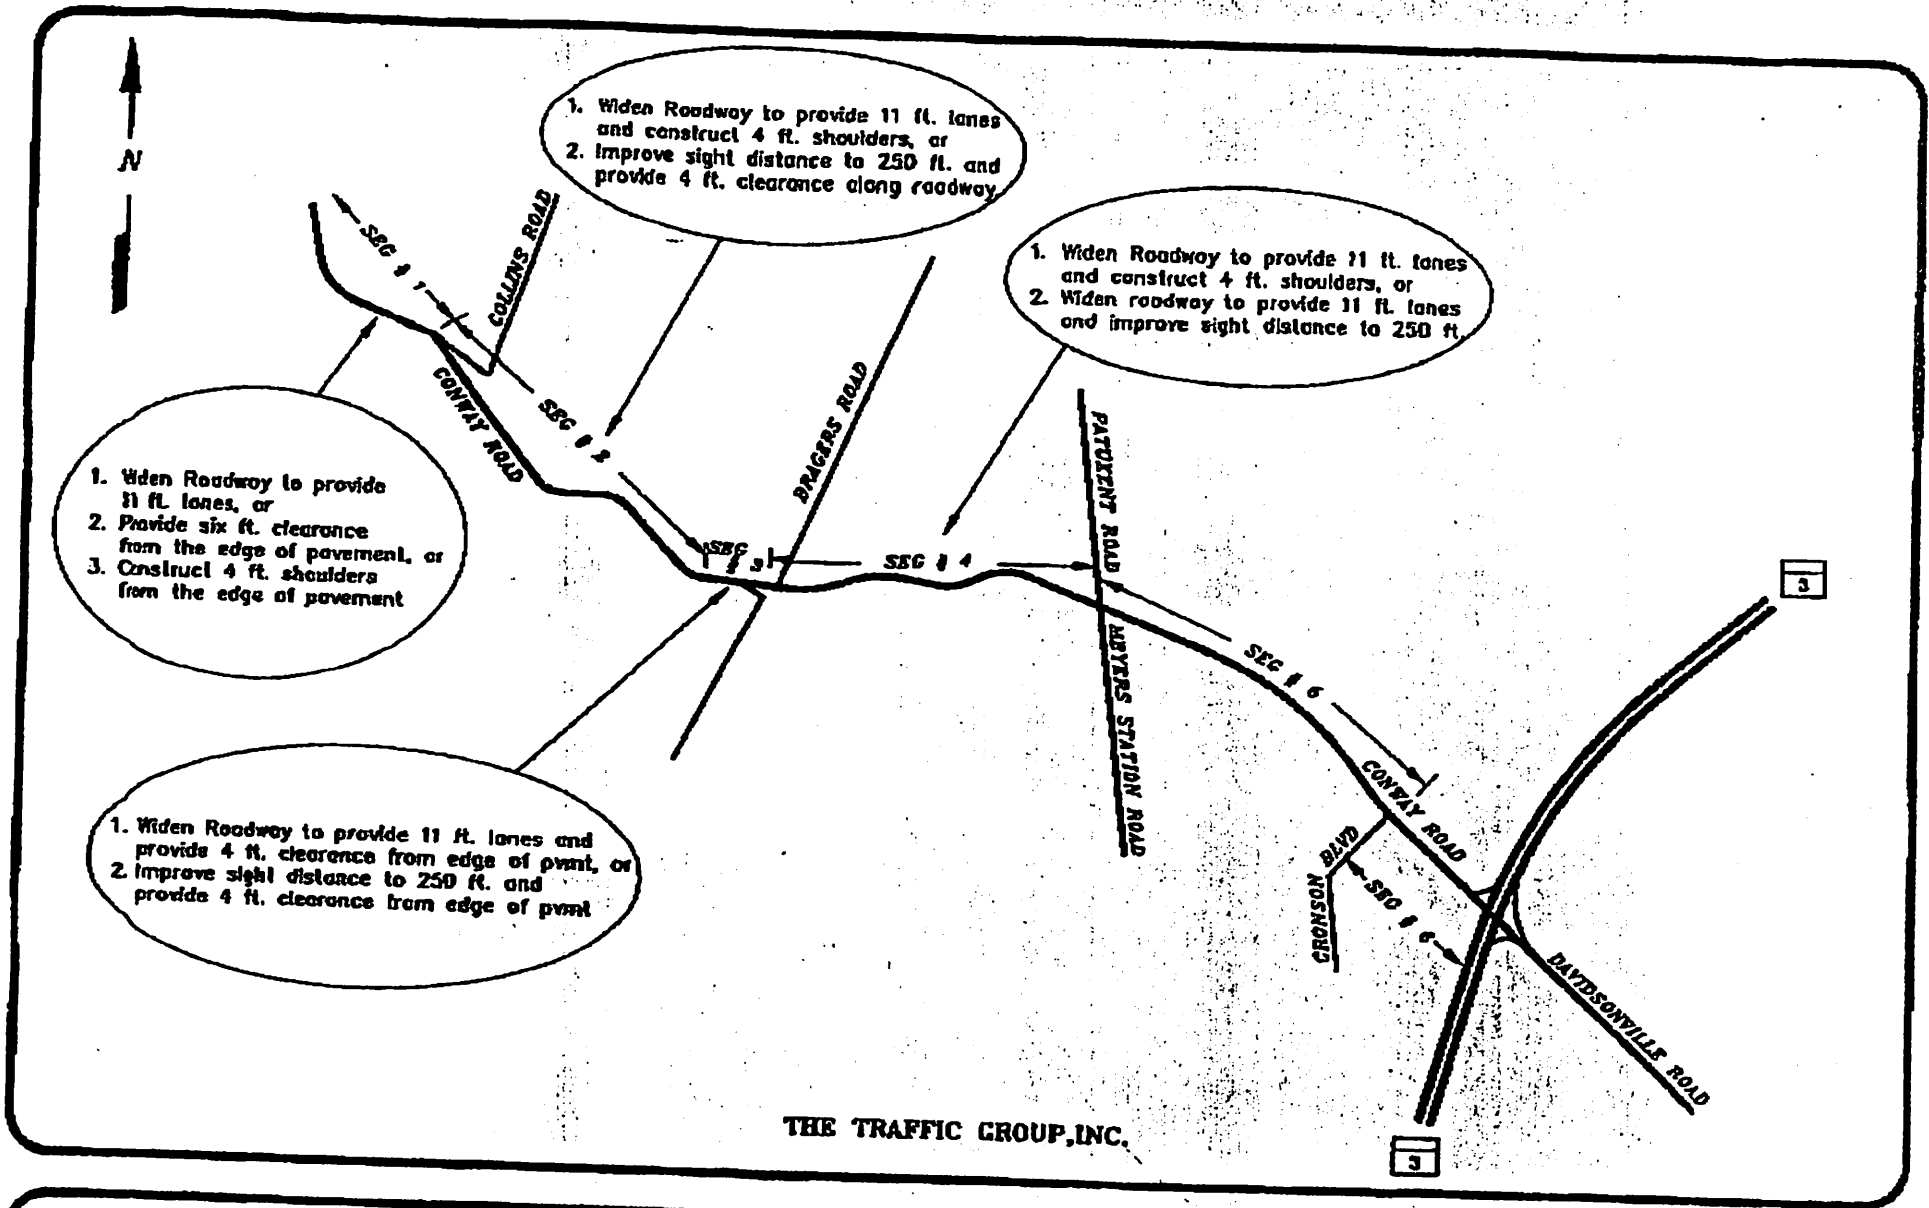 N
1. Widen Roadway to provide 11 ft. lanes
and construct 4 ft. shoulders, or
2. Improve sight distance to 250 ft. and
provide 4 ft. clearance along roadway
1. Widen Roadway to provide 11 ft. lanes
and construct 4 ft. shoulders, or
2. Widen roadway to provide 11 ft. lanes
and improve sight distance to 250 ft.
SEG # 1
COLLINS ROAD
CONWAY ROAD
SEG # 2
BRAGERS ROAD
PATUXENT ROAD
1. Widen Roadway to provide
11 ft. lanes, or
2. Provide six ft. clearance
from the edge of pavement, or
3. Construct 4 ft. shoulders
from the edge of pavement
SEG
# 3
SEG # 4
3
MEYERS STATION ROAD
SEG # 6
CONWAY ROAD
1. Widen Roadway to provide 11 ft. lanes and
provide 4 ft. clearance from edge of pvmt, or
2. Improve sight distance to 250 ft. and
provide 4 ft. clearance from edge of pvmt
BLVD
CRONSON
SEG # 6
DAVIDSONVILLE ROAD
THE TRAFFIC GROUP,INC.
3